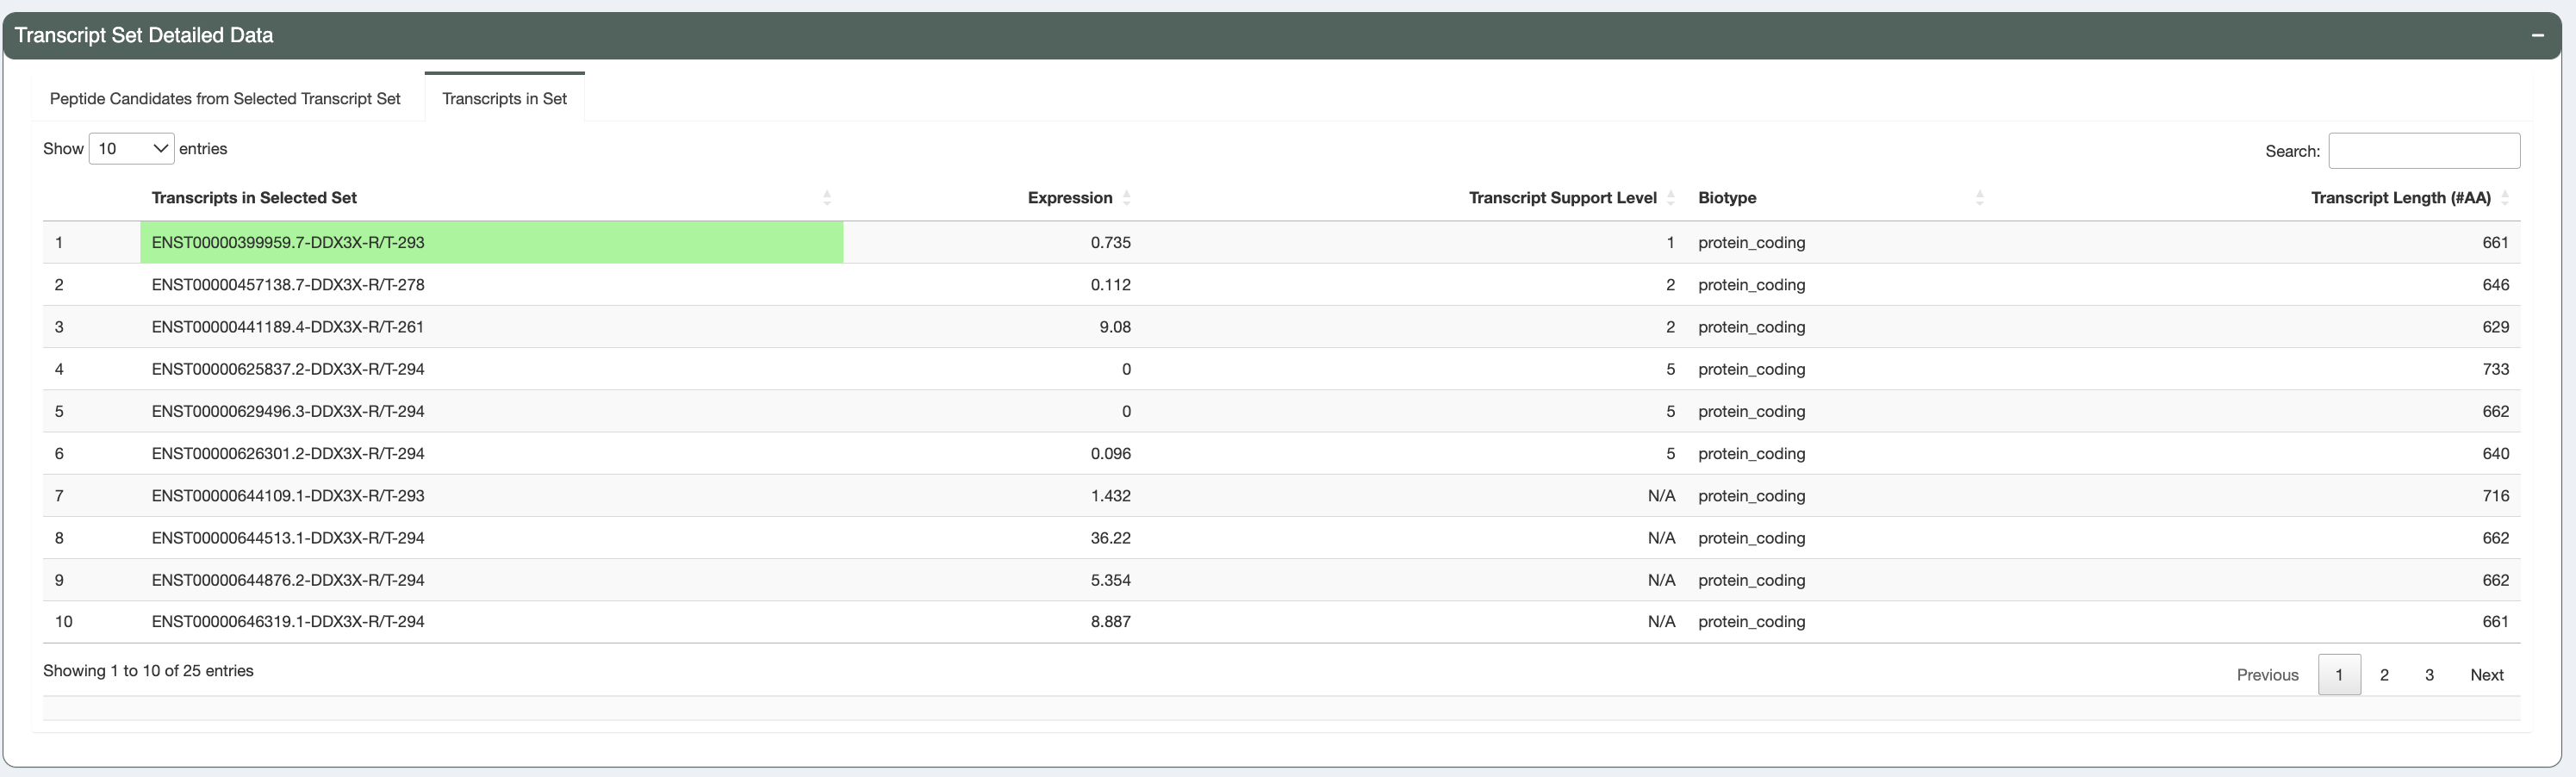 Transcript Set Detailed Data
Peptide Candidates from Selected Transcript Set Transcripts in Set
Show 10 entries Search:
Transcripts in Selected Set Expression Transcript Support Level Biotype Transcript Length (#AA)
1 ENST00000399959.7-DDX3X-R/T-293 0.735 1 protein_coding 661
2 ENST00000457138.7-DDX3X-R/T-278 0.112 2 protein_coding 646
3 ENST00000441189.4-DDX3X-R/T-261 9.08 2 protein_coding 629
4 ENST00000625837.2-DDX3X-R/T-294 0 5 protein_coding 733
5 ENST00000629496.3-DDX3X-R/T-294 0 5 protein_coding 662
6 ENST00000626301.2-DDX3X-R/T-294 0.096 5 protein_coding 640
7 ENST00000644109.1-DDX3X-R/T-293 1.432 N/A protein_coding 716
8 ENST00000644513.1-DDX3X-R/T-294 36.22 N/A protein_coding 662
9 ENST00000644876.2-DDX3X-R/T-294 5.354 N/A protein_coding 662
10 ENST00000646319.1-DDX3X-R/T-294 8.887 N/A protein_coding 661
Showing 1 to 10 of 25 entries Previous 1 2 3 Next